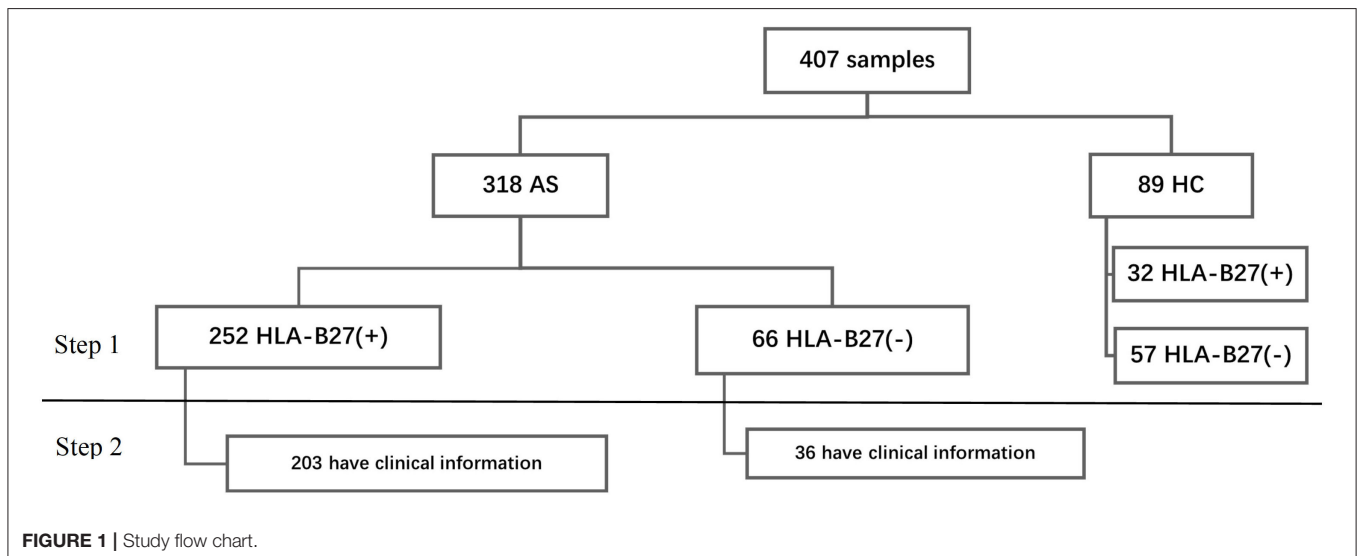 407 samples
318 AS
89 HC
32 HLA-B27(+)
Step 1
252 HLA-B27(+)
66 HLA-B27(-)
57 HLA-B27(-)
Step 2
203 have clinical information
36 have clinical information
FIGURE 1 | Study flow chart.